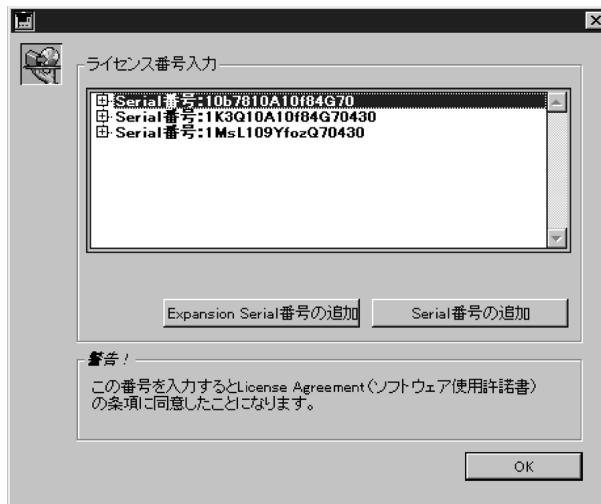 ライセンス番号入力
Serial番号:10b7810A10f84G70
Serial番号:1K3Q10A10f84G70430
Serial番号:1MsL109YfozQ70430
Expansion Serial番号の追加
Serial番号の追加
警告!
この番号を入力するとLicense Agreement(ソフトウェア使用許諾書)
の条項に同意したことになります。
OK